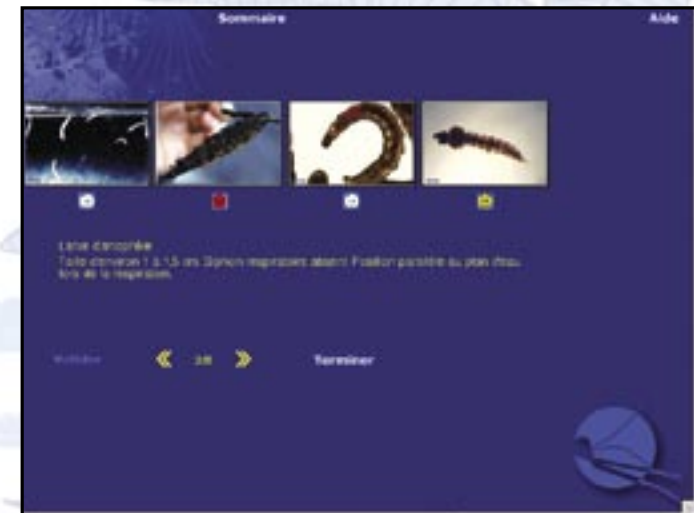 Sommaire
Aide
Larve d'anophèle
Taille d'environ 1 à 1,5 cm. Siphon respiratoire absent. Position parallèle au plan d'eau
lors de la respiration.
Terminer